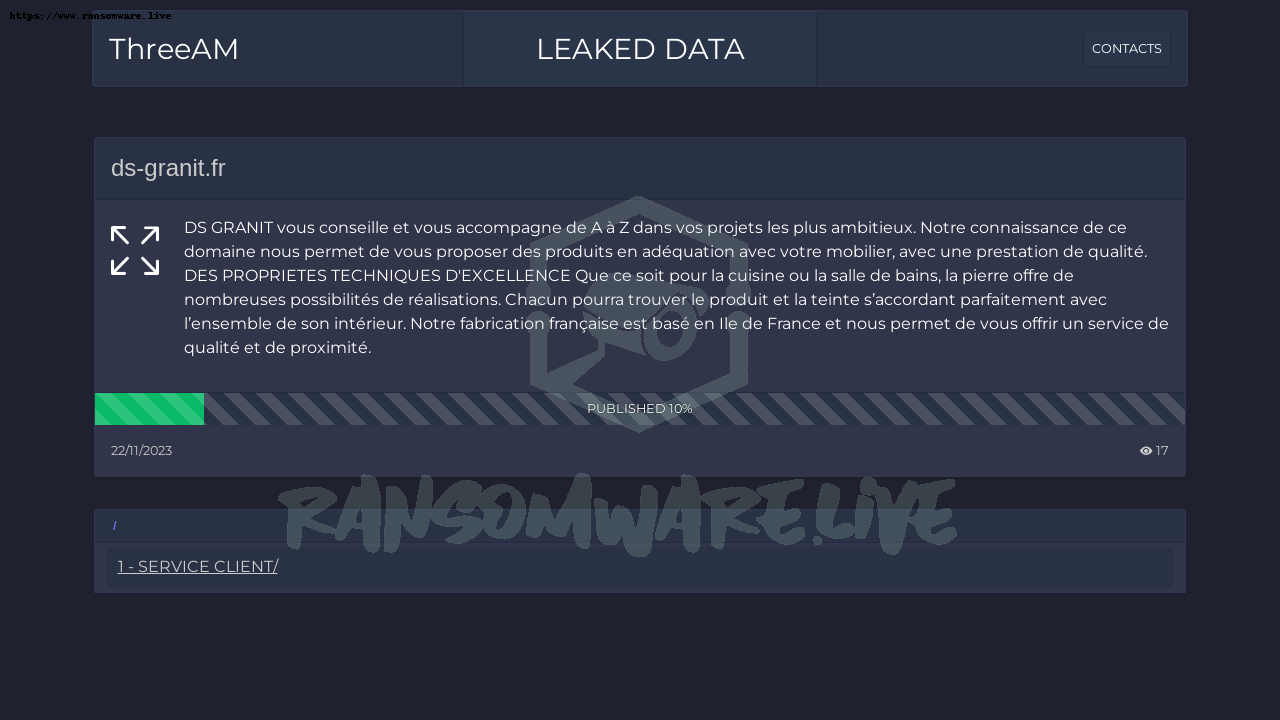 https://www.ransomware.live
ThreeAM
LEAKED DATA
CONTACTS
ds-granit.fr
DS GRANIT vous conseille et vous accompagne de A à Z dans vos projets les plus ambitieux. Notre connaissance de ce
domaine nous permet de vous proposer des produits en adéquation avec votre mobilier, avec une prestation de qualité.
DES PROPRIETES TECHNIQUES D'EXCELLENCE Que ce soit pour la cuisine ou la salle de bains, la pierre offre de
nombreuses possibilités de réalisations. Chacun pourra trouver le produit et la teinte s’accordant parfaitement avec
l’ensemble de son intérieur. Notre fabrication française est basé en Ile de France et nous permet de vous offrir un service de
qualité et de proximité.
PUBLISHED 10%
22/11/2023
17
RANSOMWARE.LIVE
/
1 - SERVICE CLIENT/